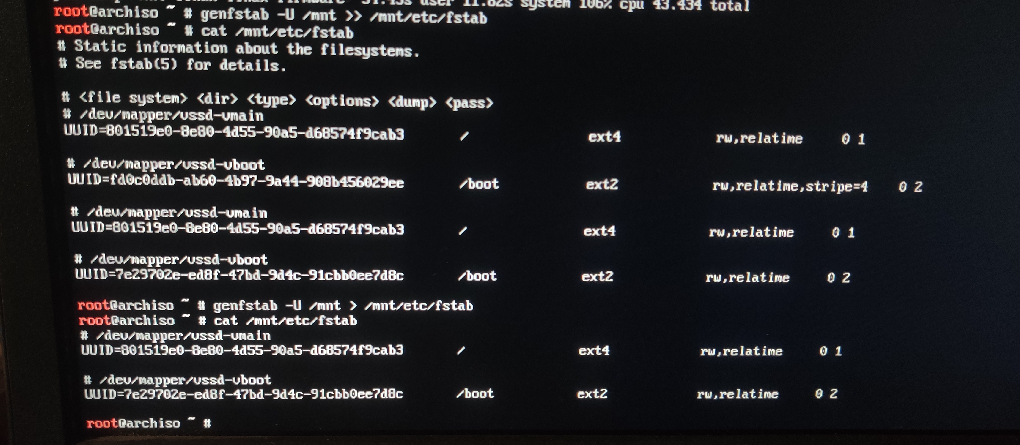 31.43s user 11.82s system 106% cpu 43.434 total
root@archiso ~ # genfstab -U /mnt >> /mnt/etc/fstab
root@archiso ~ # cat /mnt/etc/fstab
# Static information about the filesystems.
# See fstab(5) for details.
# <file system> <dir> <type> <options> <dump> <pass>
# /dev/mapper/vssd-vmain
UUID=801519e0-8e80-4d55-90a5-d68574f9cab3 / ext4 rw,relatime 0 1
# /dev/mapper/vssd-vboot
UUID=fd0c0ddb-ab60-4b97-9a44-908b456029ee /boot ext2 rw,relatime,stripe=4 0 2
# /dev/mapper/vssd-vmain
UUID=801519e0-8e80-4d55-90a5-d68574f9cab3 / ext4 rw,relatime 0 1
# /dev/mapper/vssd-vboot
UUID=7e29702e-ed8f-47bd-9d4c-91cbb0ee7d8c /boot ext2 rw,relatime 0 2
root@archiso ~ # genfstab -U /mnt > /mnt/etc/fstab
root@archiso ~ # cat /mnt/etc/fstab
# /dev/mapper/vssd-vmain
UUID=801519e0-8e80-4d55-90a5-d68574f9cab3 / ext4 rw,relatime 0 1
# /dev/mapper/vssd-vboot
UUID=7e29702e-ed8f-47bd-9d4c-91cbb0ee7d8c /boot ext2 rw,relatime 0 2
root@archiso ~ #